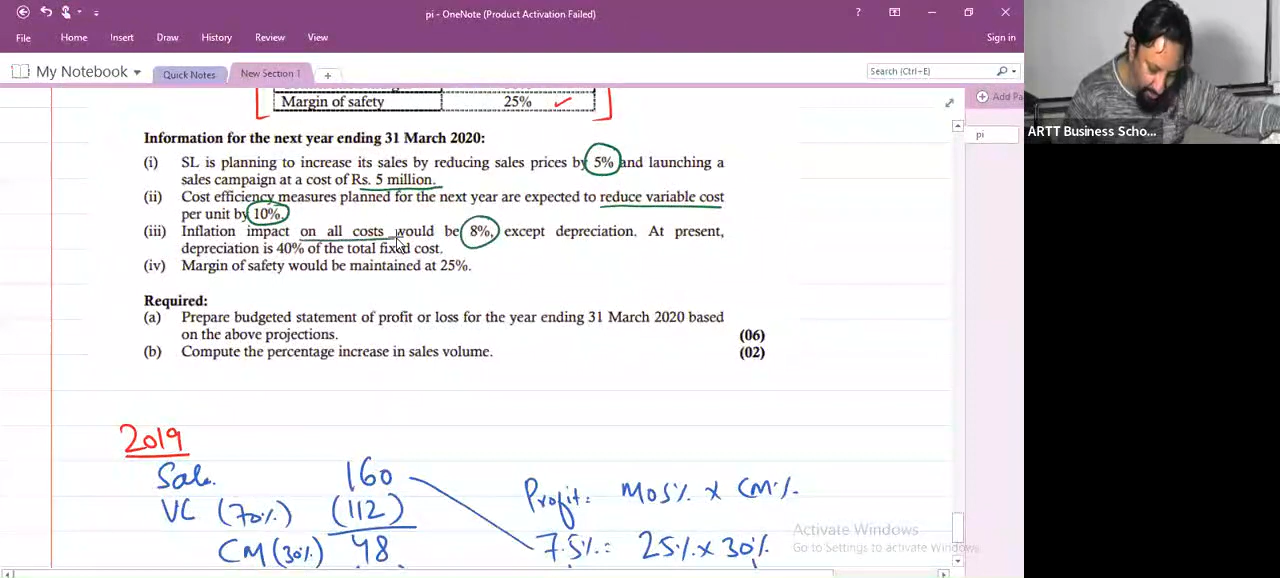 pi - OneNote (Product Activation Failed)
File Home Insert Draw History Review View Sign in
My Notebook Quick Notes New Section 1 + Search (Ctrl+E)
Add Pa
pi
ARTT Business Scho...
Margin of safety 25%
Information for the next year ending 31 March 2020:
(i) SL is planning to increase its sales by reducing sales prices by 5% and launching a
sales campaign at a cost of Rs. 5 million.
(ii) Cost efficiency measures planned for the next year are expected to reduce variable cost
per unit by 10%.
(iii) Inflation impact on all costs would be 8%, except depreciation. At present,
depreciation is 40% of the total fixed cost.
(iv) Margin of safety would be maintained at 25%.
Required:
(a) Prepare budgeted statement of profit or loss for the year ending 31 March 2020 based
on the above projections. (06)
(b) Compute the percentage increase in sales volume. (02)
2019
Sale. 160
VC (70%) (112)
CM (30%) 48
Profit = MOS% x CM%
7.5% = 25% x 30%
Activate Windows
Go to Settings to activate Windows